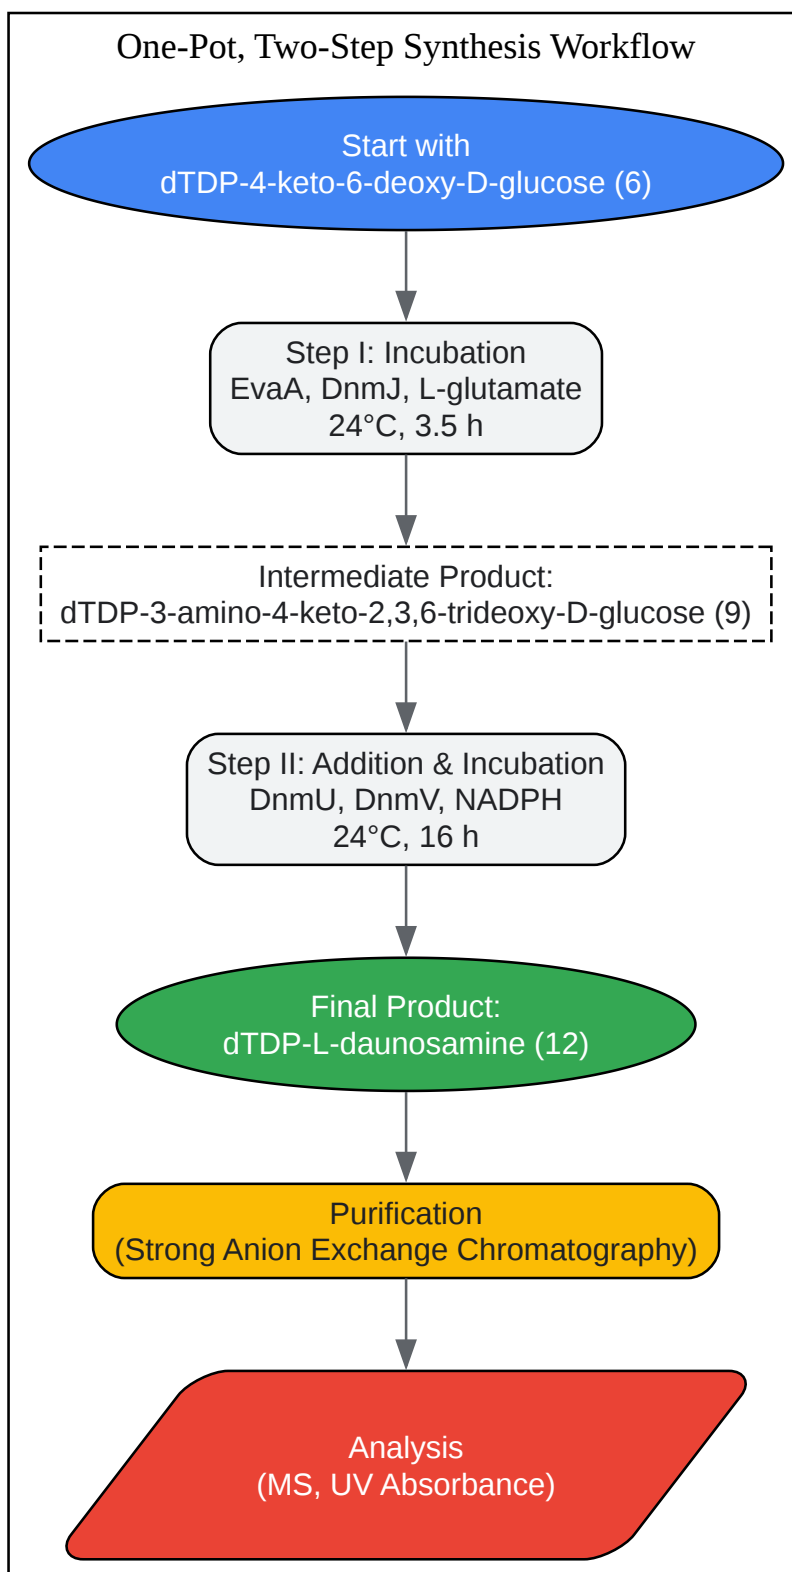 One-Pot, Two-Step Synthesis Workflow
Start with
dTDP-4-keto-6-deoxy-D-glucose (6)
Step I: Incubation
EvaA, DnmJ, L-glutamate
24°C, 3.5 h
Intermediate Product:
dTDP-3-amino-4-keto-2,3,6-trideoxy-D-glucose (9)
Step II: Addition & Incubation
DnmU, DnmV, NADPH
24°C, 16 h
Final Product:
dTDP-L-daunosamine (12)
Purification
(Strong Anion Exchange Chromatography)
Analysis
(MS, UV Absorbance)